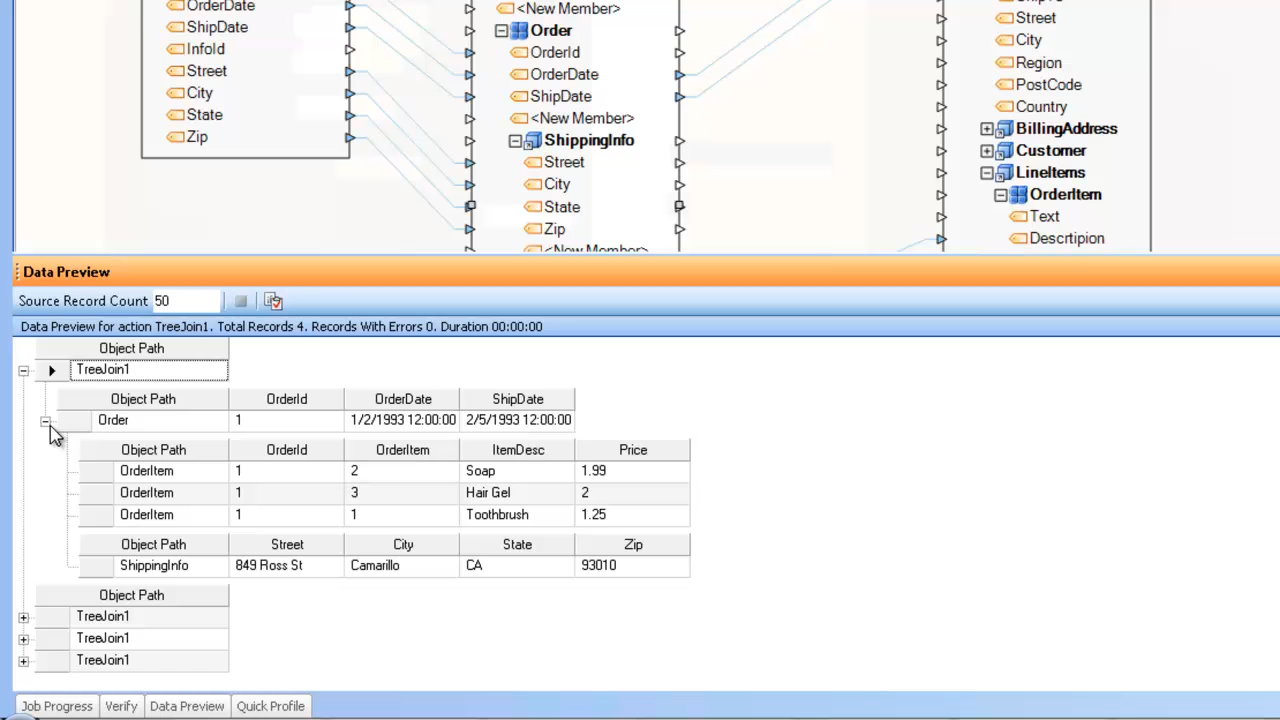 OrderDate
ShipDate
InfoId
Street
City
State
Zip
<New Member>
Order
OrderId
OrderDate
ShipDate
<New Member>
ShippingInfo
Street
City
State
Zip
<New Member>
Street
City
Region
PostCode
Country
BillingAddress
Customer
LineItems
OrderItem
Text
Descrtipion
Data Preview
Source Record Count 50
Data Preview for action TreeJoin1. Total Records 4. Records With Errors 0. Duration 00:00:00
Object Path
TreeJoin1
Object Path OrderId OrderDate ShipDate
Order 1 1/2/1993 12:00:00 2/5/1993 12:00:00
Object Path OrderId OrderItem ItemDesc Price
OrderItem 1 2 Soap 1.99
OrderItem 1 3 Hair Gel 2
OrderItem 1 1 Toothbrush 1.25
Object Path Street City State Zip
ShippingInfo 849 Ross St Camarillo CA 93010
Object Path
TreeJoin1
TreeJoin1
TreeJoin1
Job Progress Verify Data Preview Quick Profile